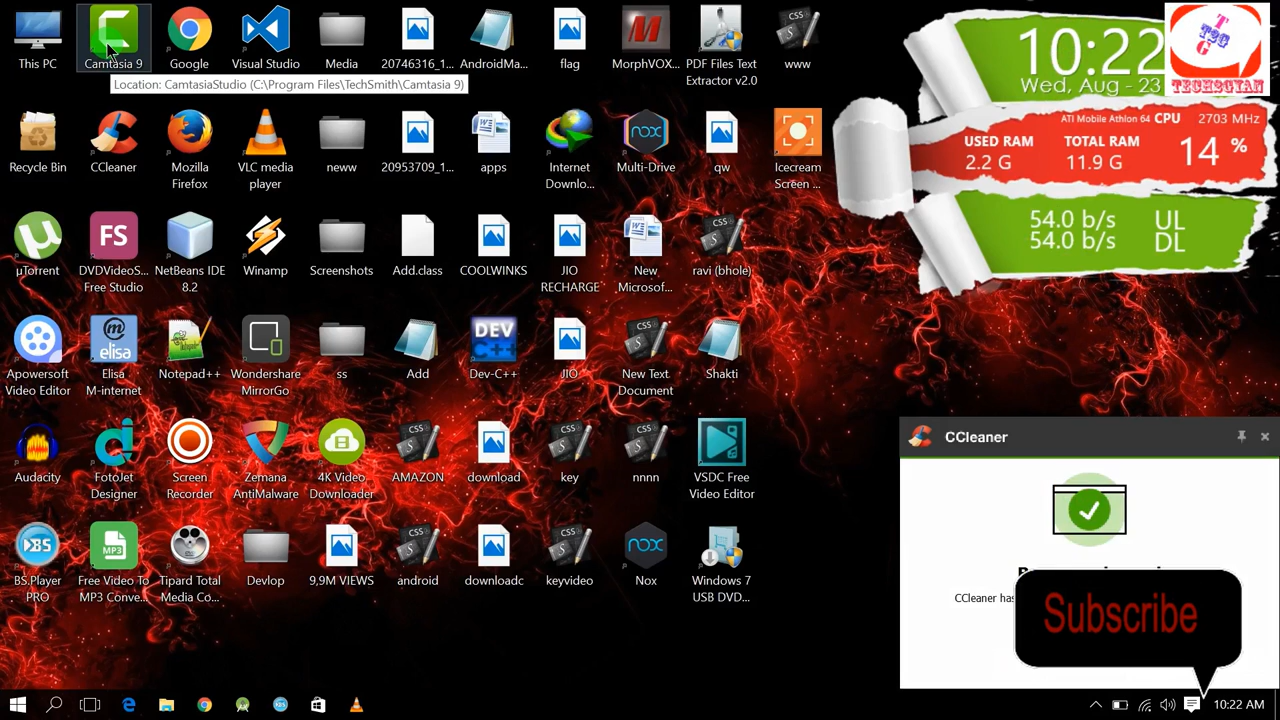 This PC
Camtasia 9
Google
Visual Studio
Media
20746316_1...
AndroidMa...
flag
MorphVOX...
PDF Files Text
Extractor v2.0
www
Location: CamtasiaStudio (C:\Program Files\TechSmith\Camtasia 9)
10:22
Wed, Aug - 23
TECH2GYAN
ATI Mobile Athlon 64 CPU 2703 MHz
USED RAM
2.2 G
TOTAL RAM
11.9 G
14 %
54.0 b/s UL
54.0 b/s DL
Recycle Bin
CCleaner
Mozilla
Firefox
VLC media
player
neww
20953709_1...
apps
Internet
Downlo...
Multi-Drive
qw
Icecream
Screen ...
µTorrent
DVDVideoS...
Free Studio
NetBeans IDE
8.2
Winamp
Screenshots
Add.class
COOLWINKS
JIO
RECHARGE
New
Microsof...
ravi (bhole)
Apowersoft
Video Editor
elisa
Elisa
M-internet
Notepad++
Wondershare
MirrorGo
ss
Add
DEV
C++
Dev-C++
JIO
New Text
Document
Shakti
Audacity
FotoJet
Designer
Screen
Recorder
Zemana
AntiMalware
4K Video
Downloader
AMAZON
download
key
nnnn
VSDC Free
Video Editor
BS.Player
PRO
Free Video To
MP3 Conve...
Tipard Total
Media Co...
Devlop
9,9M VIEWS
android
downloadc
keyvideo
Nox
Windows 7
USB DVD...
CCleaner
CCleaner has
Subscribe
10:22 AM